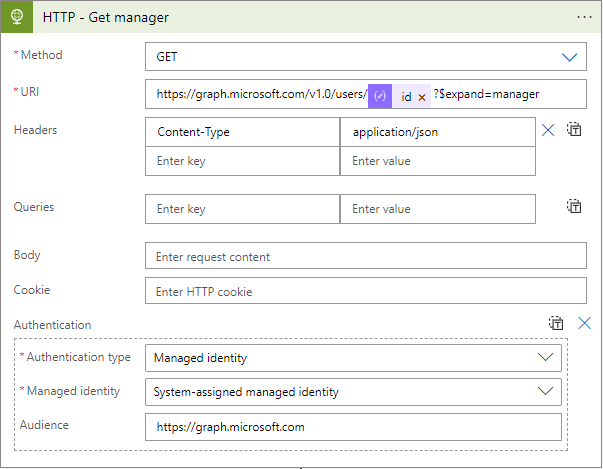 HTTP - Get manager
* Method GET
* URI https://graph.microsoft.com/v1.0/users/ id × ?$expand=manager
Headers Content-Type application/json
Enter key Enter value
Queries Enter key Enter value
Body Enter request content
Cookie Enter HTTP cookie
Authentication
* Authentication type Managed identity
* Managed identity System-assigned managed identity
Audience https://graph.microsoft.com